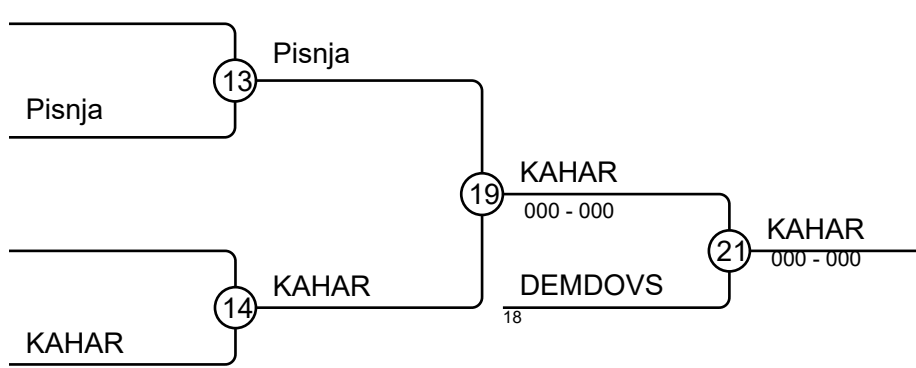 Pisnja
13
Pisnja
KAHAR
19
000 - 000
KAHAR
21
000 - 000
KAHAR
DEMDOVS
14
18
KAHAR